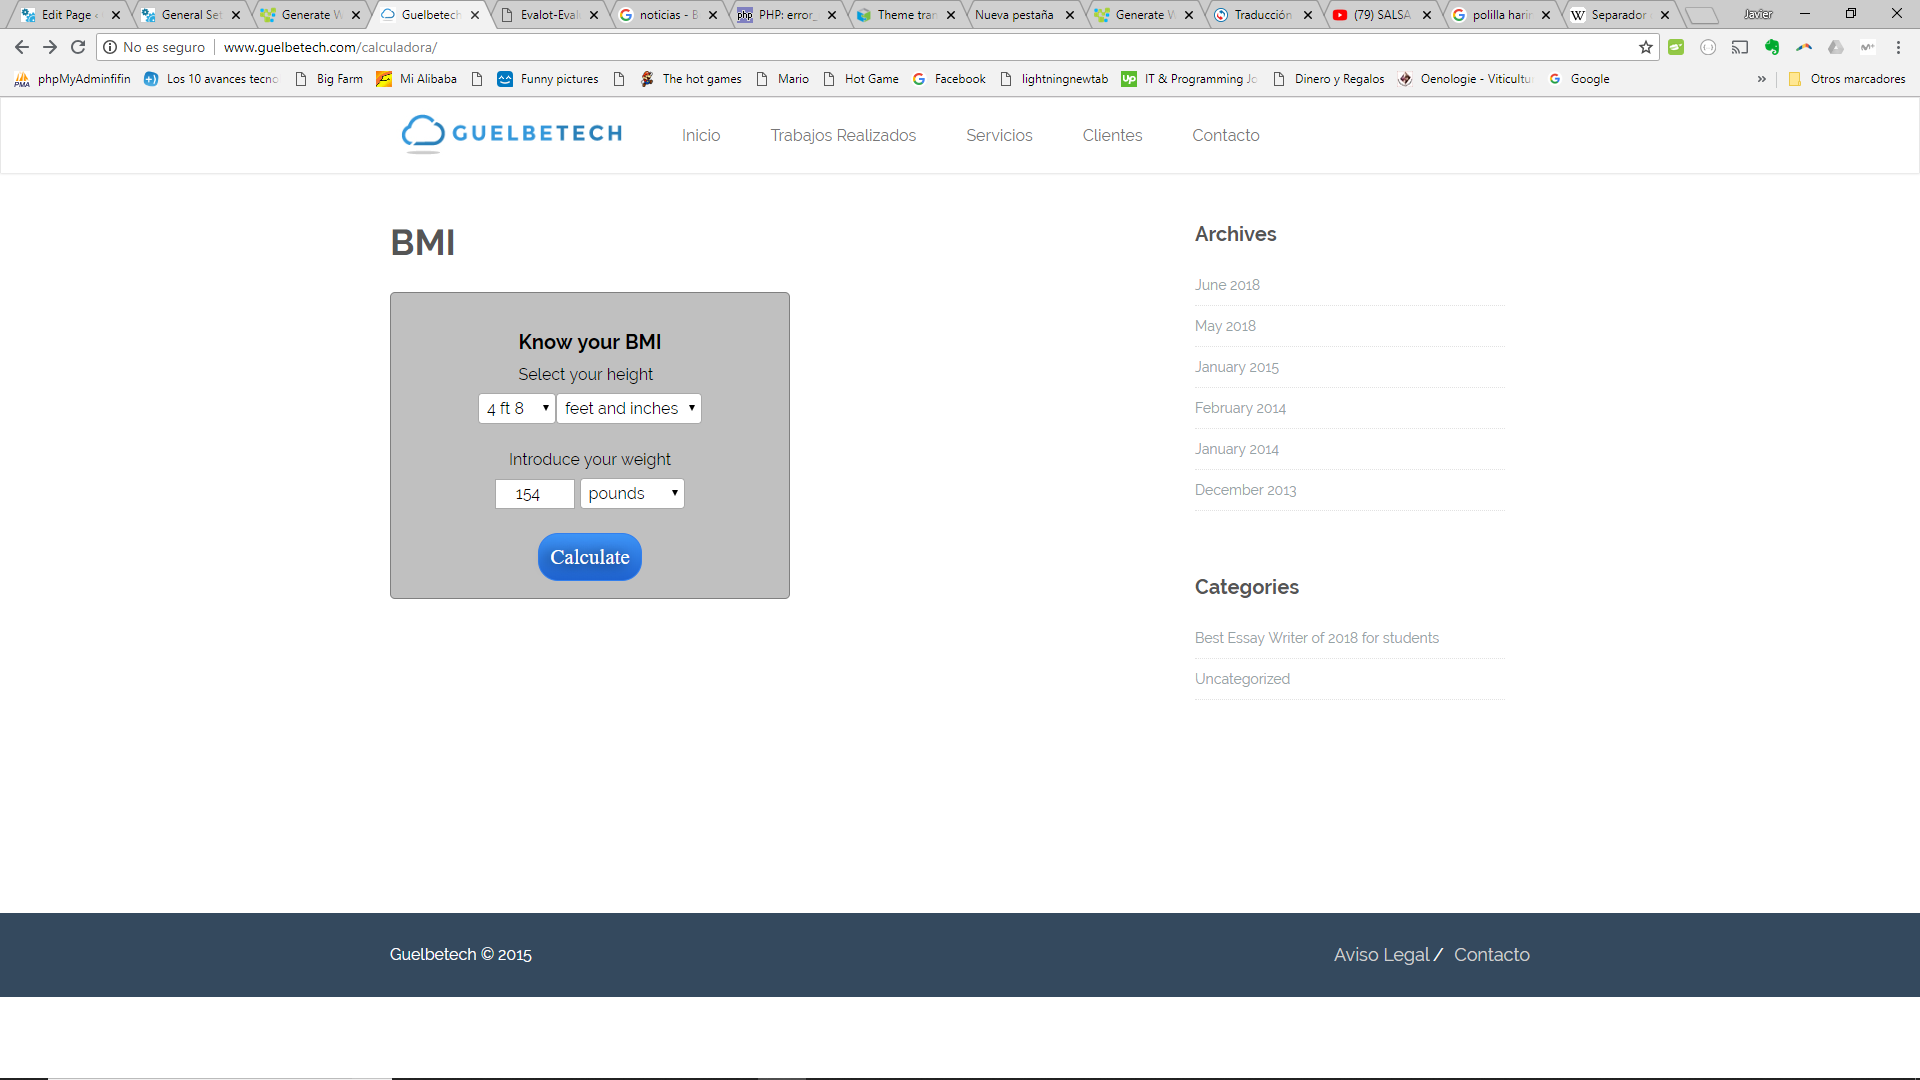 Edit Page
General Set
Generate W
Guelbetech
Evalot-Eval
noticias - B
PHP: error_
Theme tran
Nueva pestaña
Generate W
Traducción
(79) SALSA
polilla harin
Separador
Javier
No es seguro
www.guelbetech.com/calculadora/
phpMyAdminfifin
Los 10 avances tecno
Big Farm
Mi Alibaba
Funny pictures
The hot games
Mario
Hot Game
Facebook
lightningnewtab
IT & Programming Jo
Dinero y Regalos
Oenologie - Viticultu
Google
»
Otros marcadores
GUELBETECH
Inicio
Trabajos Realizados
Servicios
Clientes
Contacto
BMI
Know your BMI
Select your height
4 ft 8
feet and inches
Introduce your weight
154
pounds
Calculate
Archives
June 2018
May 2018
January 2015
February 2014
January 2014
December 2013
Categories
Best Essay Writer of 2018 for students
Uncategorized
Guelbetech © 2015
Aviso Legal / Contacto